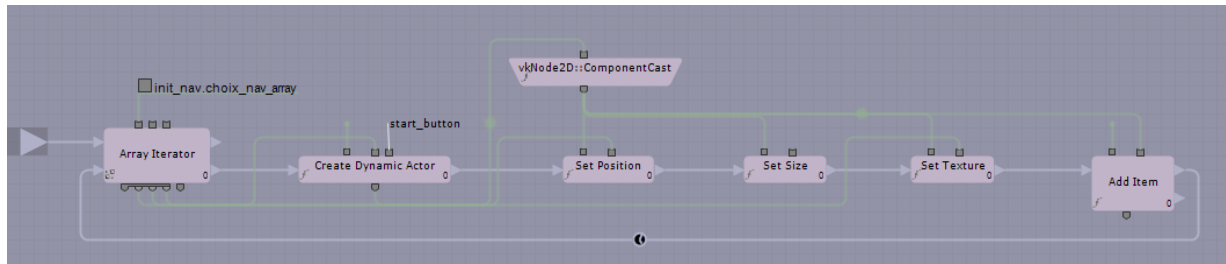 vkNode2D::ComponentCast
init_nav.choix_nav_array
start_button
Array Iterator
0
Create Dynamic Actor
0
Set Position
0
Set Size
0
Set Texture
0
Add Item
0